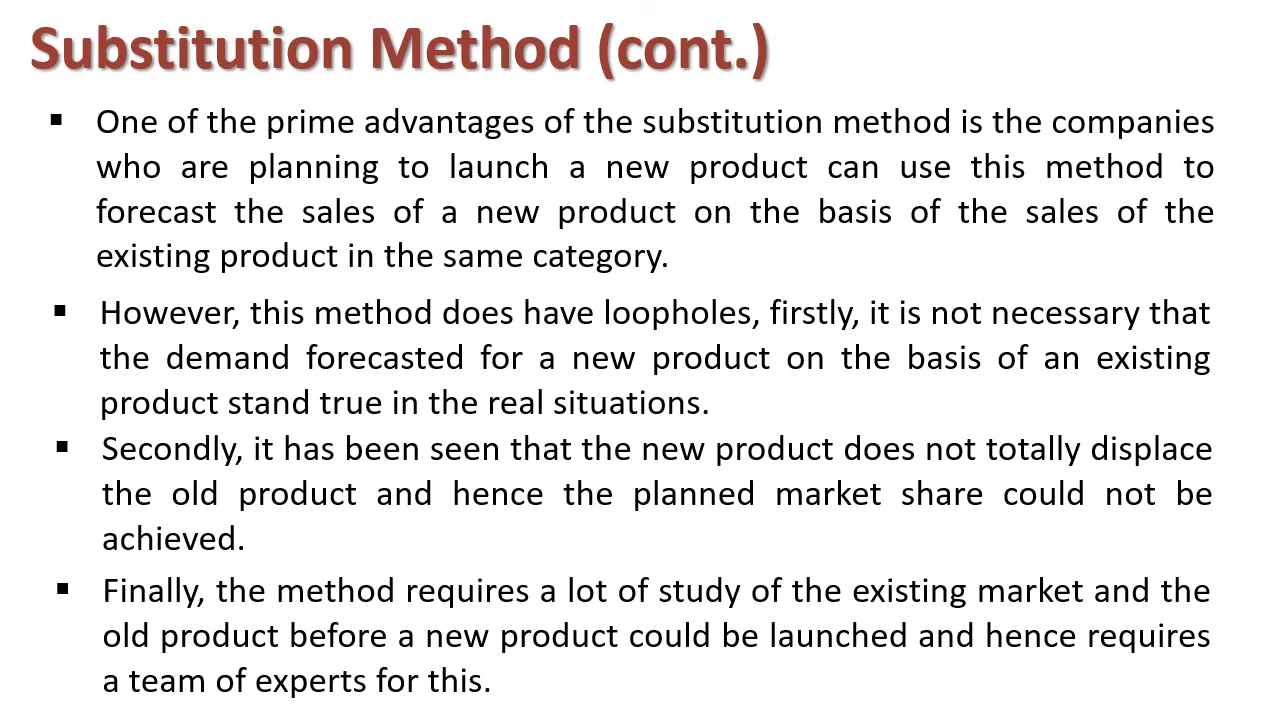 Substitution Method (cont.)
▪ One of the prime advantages of the substitution method is the companies
who are planning to launch a new product can use this method to
forecast the sales of a new product on the basis of the sales of the
existing product in the same category.
▪ However, this method does have loopholes, firstly, it is not necessary that
the demand forecasted for a new product on the basis of an existing
product stand true in the real situations.
▪ Secondly, it has been seen that the new product does not totally displace
the old product and hence the planned market share could not be
achieved.
▪ Finally, the method requires a lot of study of the existing market and the
old product before a new product could be launched and hence requires
a team of experts for this.